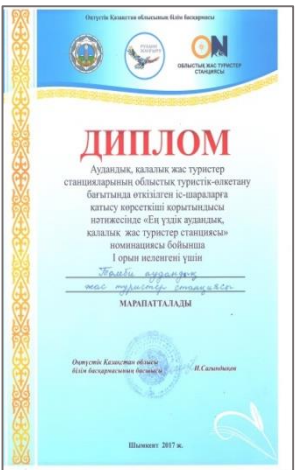 Оңтүстік Қазақстан облысының білім басқармасы
ОБЛЫСТЫҚ ЖАС ТУРИСТЕР
СТАНЦИЯСЫ
ДИПЛОМ
Аудандық, қалалық жас туристер
станцияларының облыстық туристік-өлкетану
бағытында өткізілген іс-шараларға
қатысу көрсеткіші қорытындысы
нәтижесінде «Ең үздік аудандық,
қалалық жас туристер станциясы»
номинациясы бойынша
І орын иеленгені үшін
аудандық
жас туристер станциясы
МАРАПАТТАЛАДЫ
Оңтүстік Қазақстан облысы
білім басқармасының басшысы
Шымкент 2017 ж.